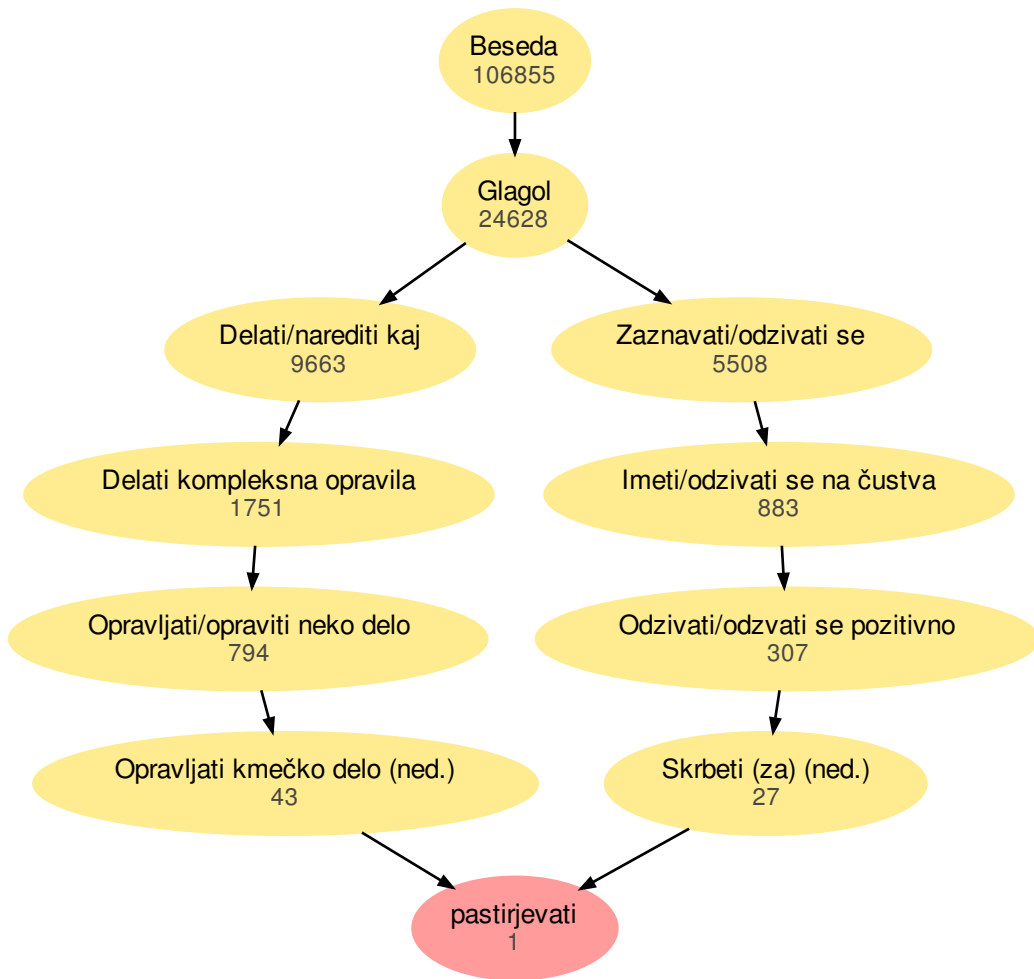 Beseda
106855
Glagol
24628
Delati/narediti kaj
9663
Zaznavati/odzivati se
5508
Delati kompleksna opravila
1751
Imeti/odzivati se na čustva
883
Opravljati/opraviti neko delo
794
Odzivati/odzvati se pozitivno
307
Opravljati kmečko delo (ned.)
43
Skrbeti (za) (ned.)
27
pastirjevati
1